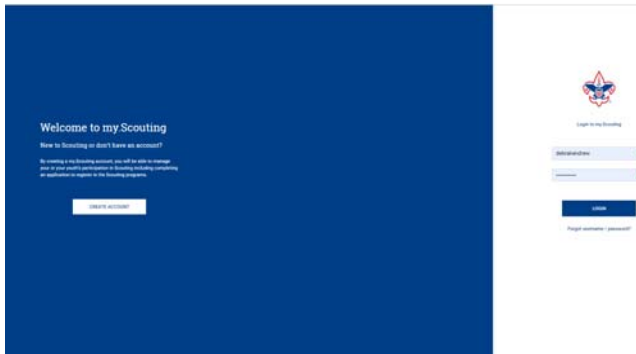 Welcome to my.Scouting
New to Scouting or don't have an account?
By creating a my.Scouting account, you will be able to manage
your or your youth's participation in Scouting including completing
an application to register in the Scouting programs.
CREATE ACCOUNT
Login to my.Scouting
LOGIN
Forgot username / password?